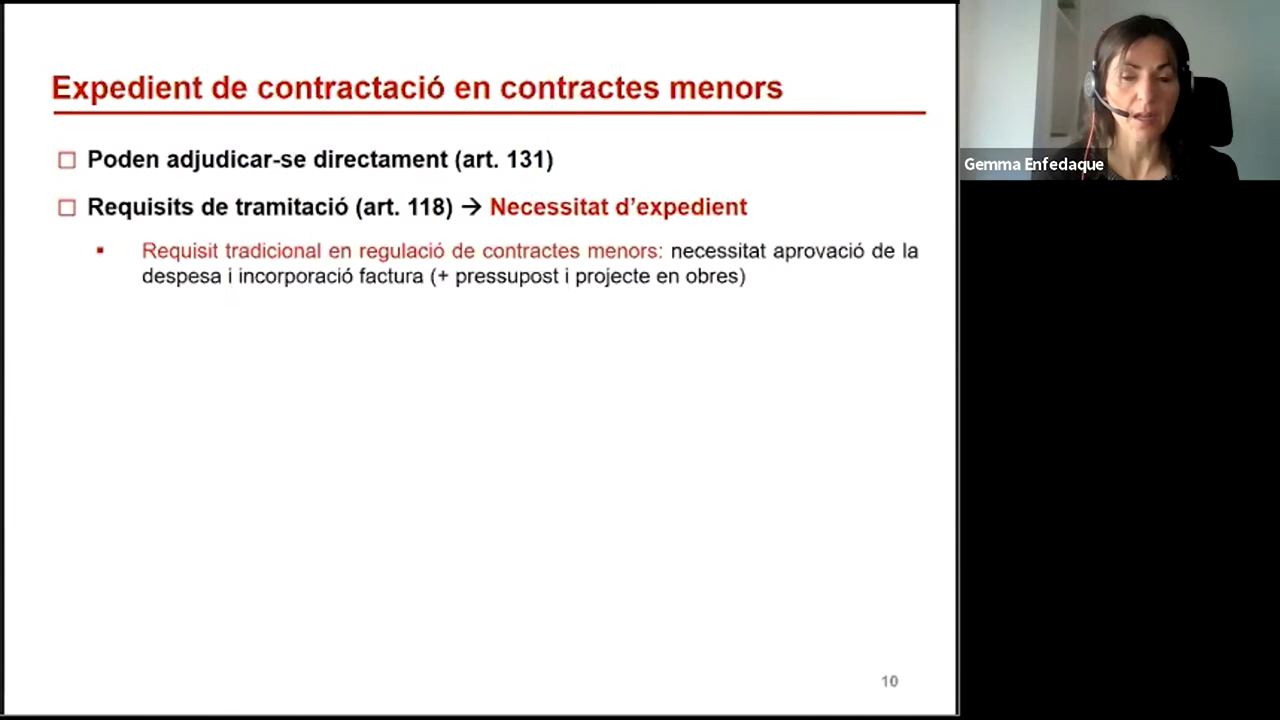 Expedient de contractació en contractes menors
Poden adjudicar-se directament (art. 131)
Requisits de tramitació (art. 118) → Necessitat d’expedient
Requisit tradicional en regulació de contractes menors: necessitat aprovació de la
despesa i incorporació factura (+ pressupost i projecte en obres)
10
Gemma Enfedaque